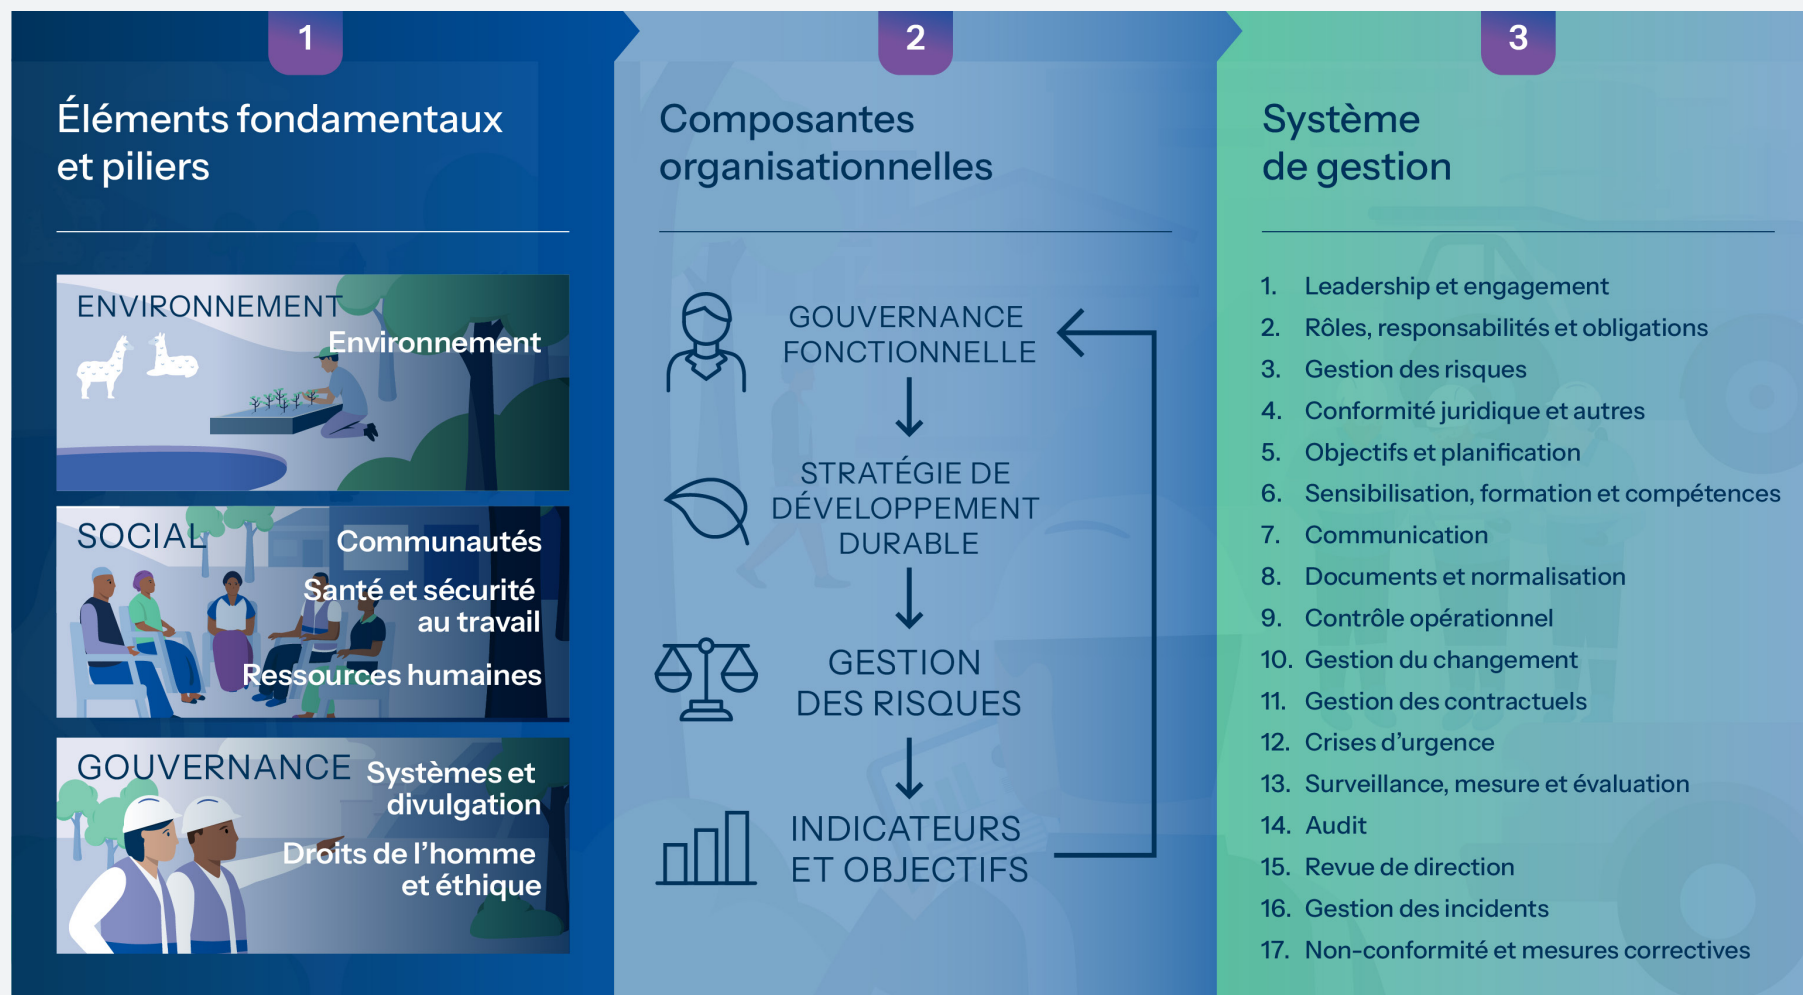 1
Éléments fondamentaux
et piliers
ENVIRONNEMENT
Environnement
SOCIAL
Communautés
Santé et sécurité
au travail
Ressources humaines
GOUVERNANCE
Systèmes et
divulgation
Droits de l’homme
et éthique
2
Composantes
organisationnelles
GOUVERNANCE
FONCTIONNELLE
STRATÉGIE DE
DÉVELOPPEMENT
DURABLE
GESTION
DES RISQUES
INDICATEURS
ET OBJECTIFS
3
Système
de gestion
1. Leadership et engagement
2. Rôles, responsabilités et obligations
3. Gestion des risques
4. Conformité juridique et autres
5. Objectifs et planification
6. Sensibilisation, formation et compétences
7. Communication
8. Documents et normalisation
9. Contrôle opérationnel
10. Gestion du changement
11. Gestion des contractuels
12. Crises d’urgence
13. Surveillance, mesure et évaluation
14. Audit
15. Revue de direction
16. Gestion des incidents
17. Non-conformité et mesures correctives